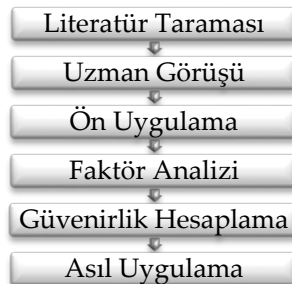 Literatür Taraması
Uzman Görüşü
Ön Uygulama
Faktör Analizi
Güvenirlik Hesaplama
Asıl Uygulama